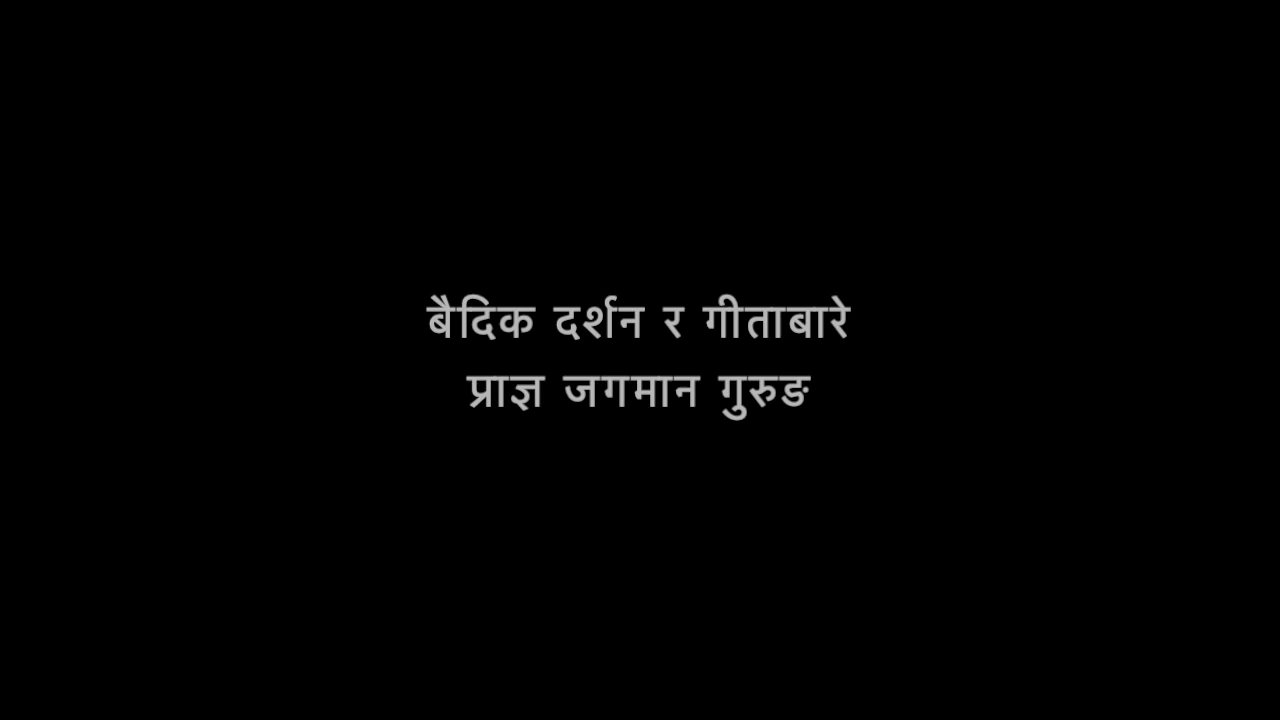 बैदिक दर्शन र गीताबारे
प्राज्ञ जगमान गुरुङ